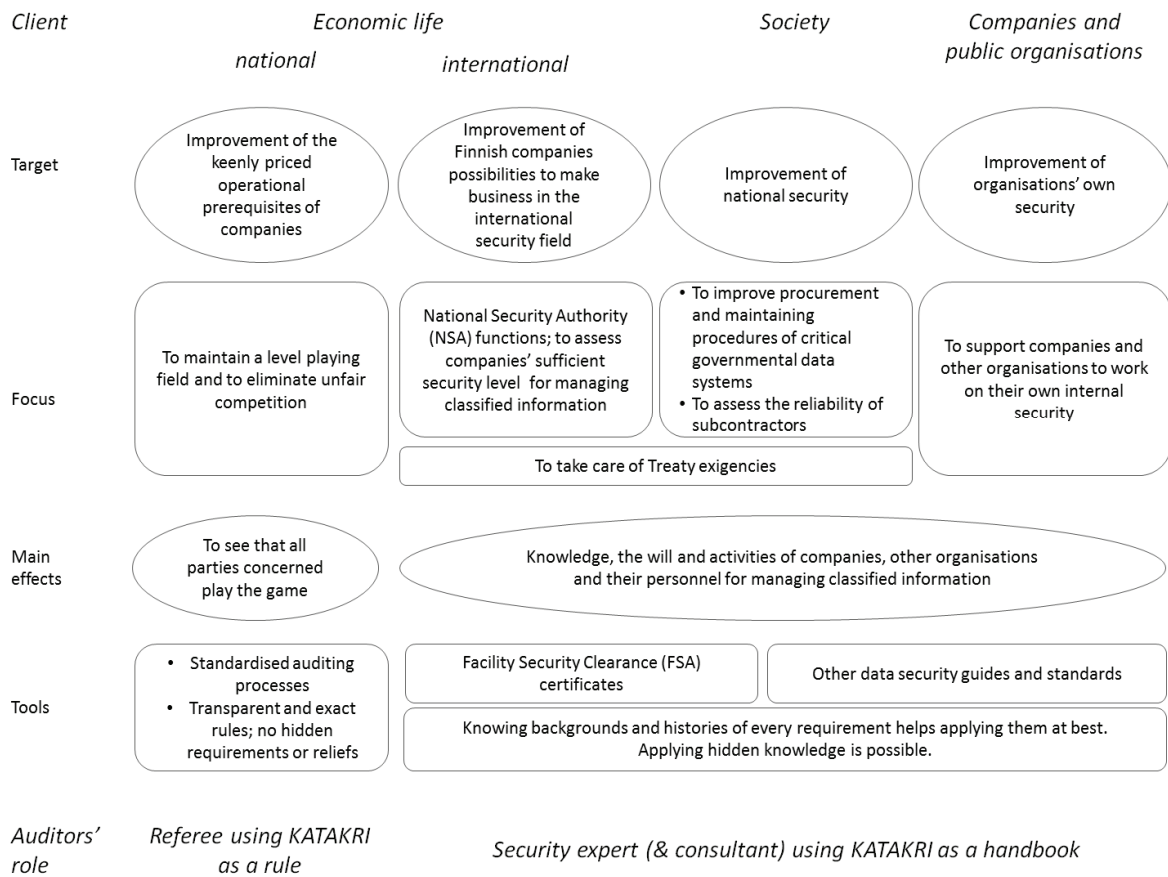 Client
Economic life
Society
Companies and
public organisations
national
international
Target
Improvement of the
keenly priced
operational
prerequisites of
companies
Improvement of
Finnish companies
possibilities to make
business in the
international
security field
Improvement of
national security
Improvement of
organisations’ own
security
Focus
To maintain a level playing
field and to eliminate unfair
competition
National Security Authority
(NSA) functions; to assess
companies’ sufficient
security level for managing
classified information
• To improve procurement
and maintaining
procedures of critical
governmental data
systems
• To assess the reliability of
subcontractors
To support companies and
other organisations to work
on their own internal
security
To take care of Treaty exigencies
Main
effects
To see that all
parties concerned
play the game
Knowledge, the will and activities of companies, other organisations
and their personnel for managing classified information
Tools
• Standardised auditing
processes
• Transparent and exact
rules; no hidden
requirements or reliefs
Facility Security Clearance (FSA)
certificates
Other data security guides and standards
Knowing backgrounds and histories of every requirement helps applying them at best.
Applying hidden knowledge is possible.
Auditors’
role
Referee using KATAKRI
as a rule
Security expert (& consultant) using KATAKRI as a handbook